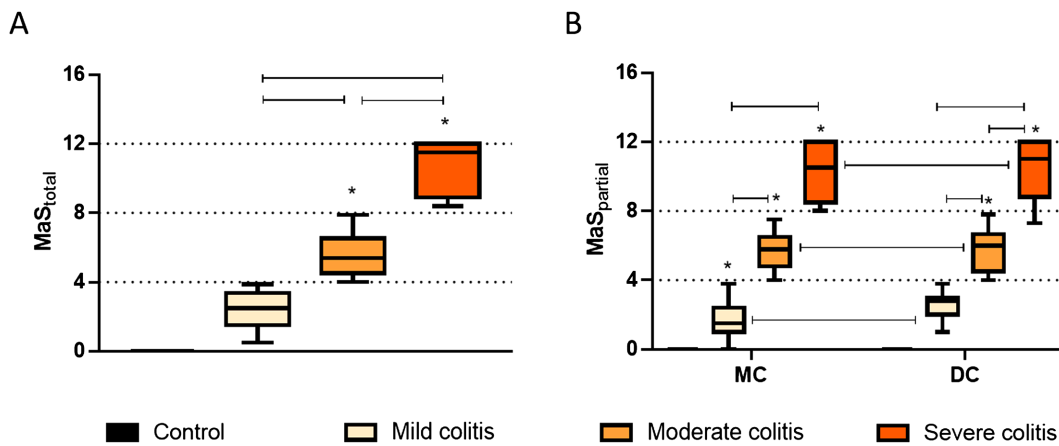 A
MaStotal
16
12
8
4
0
*
*
B
MaSpartial
16
12
8
4
0
*
*
*
*
*
MC
DC
Control
Mild colitis
Moderate colitis
Severe colitis